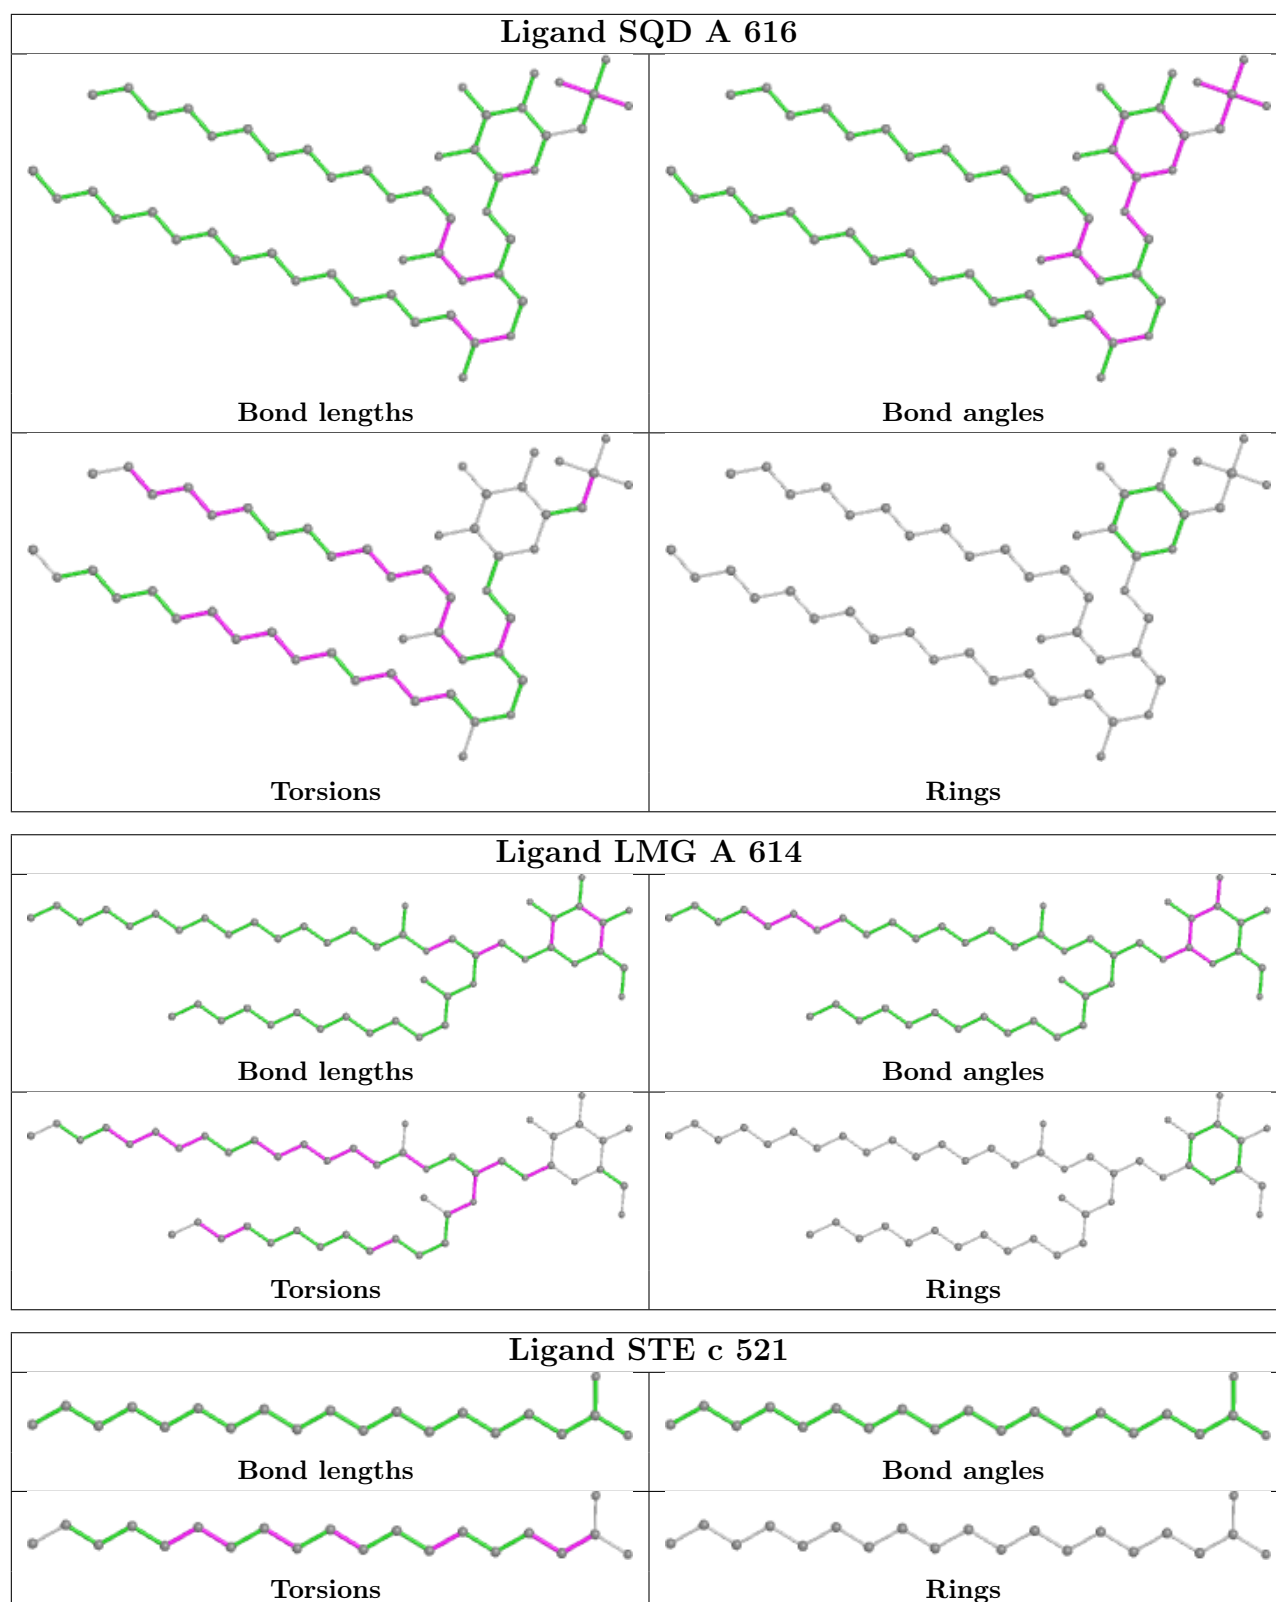 Ligand SQD A 616
Bond lengths
Bond angles
Torsions
Rings
Ligand LMG A 614
Bond lengths
Bond angles
Torsions
Rings
Ligand STE c 521
Bond lengths
Bond angles
Torsions
Rings